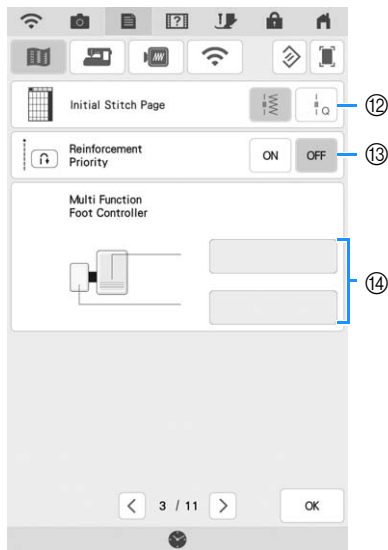 Initial Stitch Page
Q
⑫
Reinforcement
Priority
ON
OFF
⑬
Multi Function
Foot Controller
⑭
< 3 / 11 >
OK